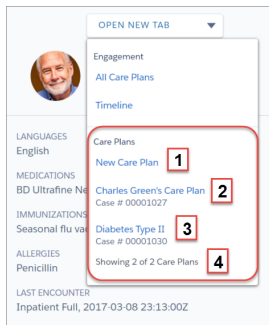 OPEN NEW TAB
Engagement
All Care Plans
Timeline
Care Plans
New Care Plan 1
Charles Green's Care Plan 2
Case # 00001027
Diabetes Type II 3
Case # 00001030
Showing 2 of 2 Care Plans 4
LANGUAGES
English
MEDICATIONS
BD Ultrafine Ne
IMMUNIZATIONS
Seasonal flu vac
ALLERGIES
Penicillin
LAST ENCOUNTER
Inpatient Full, 2017-03-08 23:13:00Z